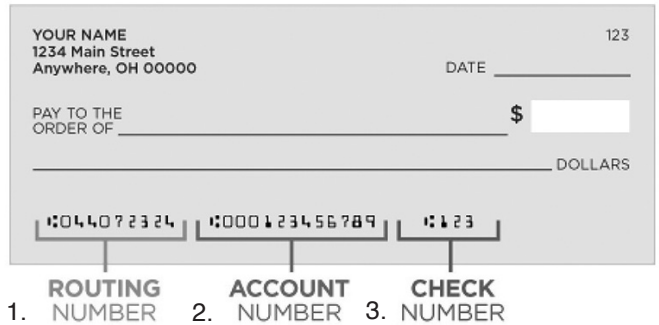 YOUR NAME 123
1234 Main Street
Anywhere, OH 00000
DATE
PAY TO THE
ORDER OF $
DOLLARS
⑆044072324 ⑆000123456789 ⑆123
ROUTING ACCOUNT CHECK
1. NUMBER 2. NUMBER 3. NUMBER